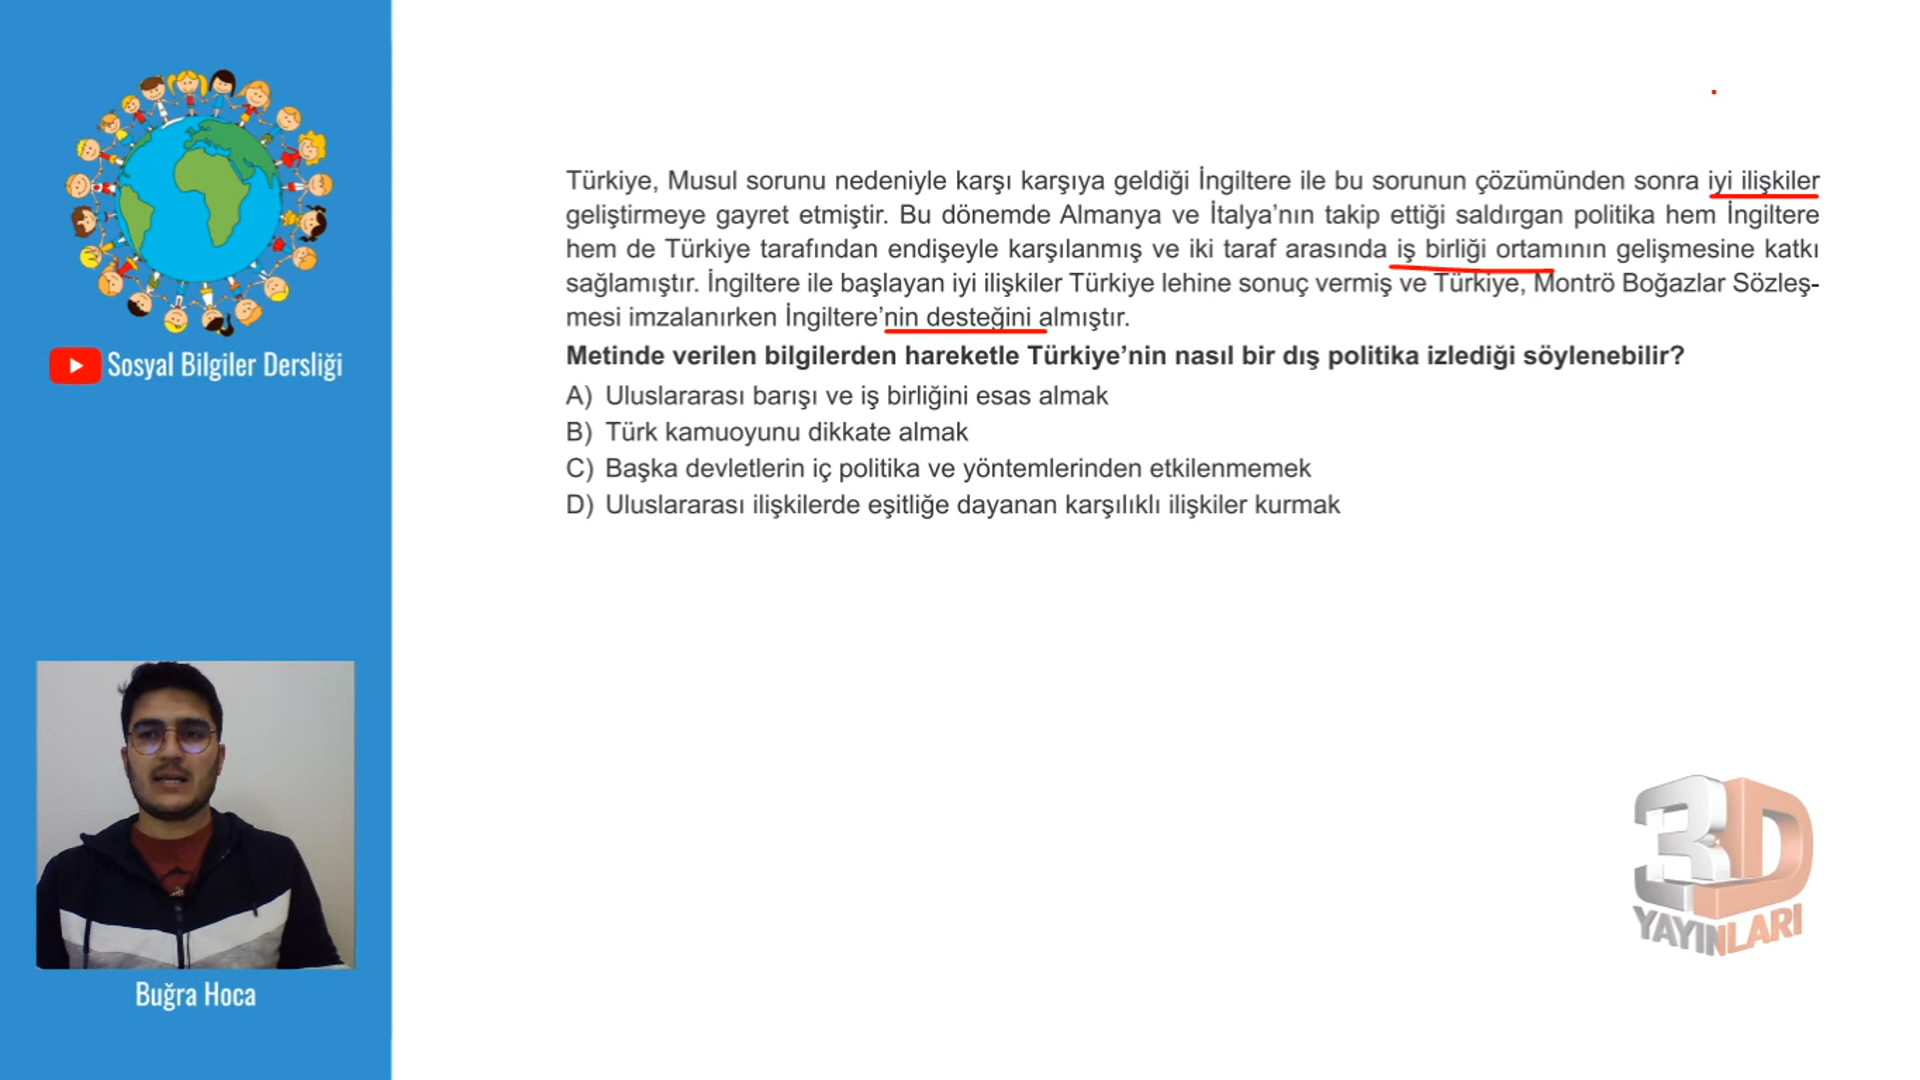 Türkiye, Musul sorunu nedeniyle karşı karşıya geldiği İngiltere ile bu sorunun çözümünden sonra iyi ilişkiler
geliştirmeye gayret etmiştir. Bu dönemde Almanya ve İtalya’nın takip ettiği saldırgan politika hem İngiltere
hem de Türkiye tarafından endişeyle karşılanmış ve iki taraf arasında iş birliği ortamının gelişmesine katkı
sağlamıştır. İngiltere ile başlayan iyi ilişkiler Türkiye lehine sonuç vermiş ve Türkiye, Montrö Boğazlar Sözleş-
mesi imzalanırken İngiltere’nin desteğini almıştır.
Metinde verilen bilgilerden hareketle Türkiye’nin nasıl bir dış politika izlediği söylenebilir?
A) Uluslararası barışı ve iş birliğini esas almak
B) Türk kamuoyunu dikkate almak
C) Başka devletlerin iç politika ve yöntemlerinden etkilenmemek
D) Uluslararası ilişkilerde eşitliğe dayanan karşılıklı ilişkiler kurmak
Sosyal Bilgiler Dersliği
Buğra Hoca
3D
YAYINLARI